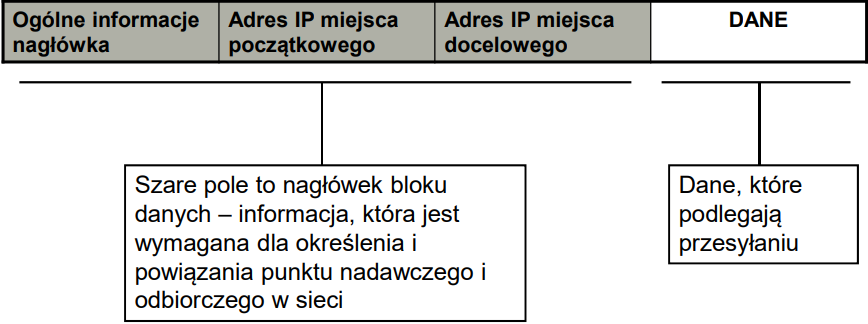 Ogólne informacje
nagłówka
Adres IP miejsca
początkowego
Adres IP miejsca
docelowego
DANE
Szare pole to nagłówek bloku
danych – informacja, która jest
wymagana dla określenia i
powiązania punktu nadawczego i
odbiorczego w sieci
Dane, które
podlegają
przesyłaniu